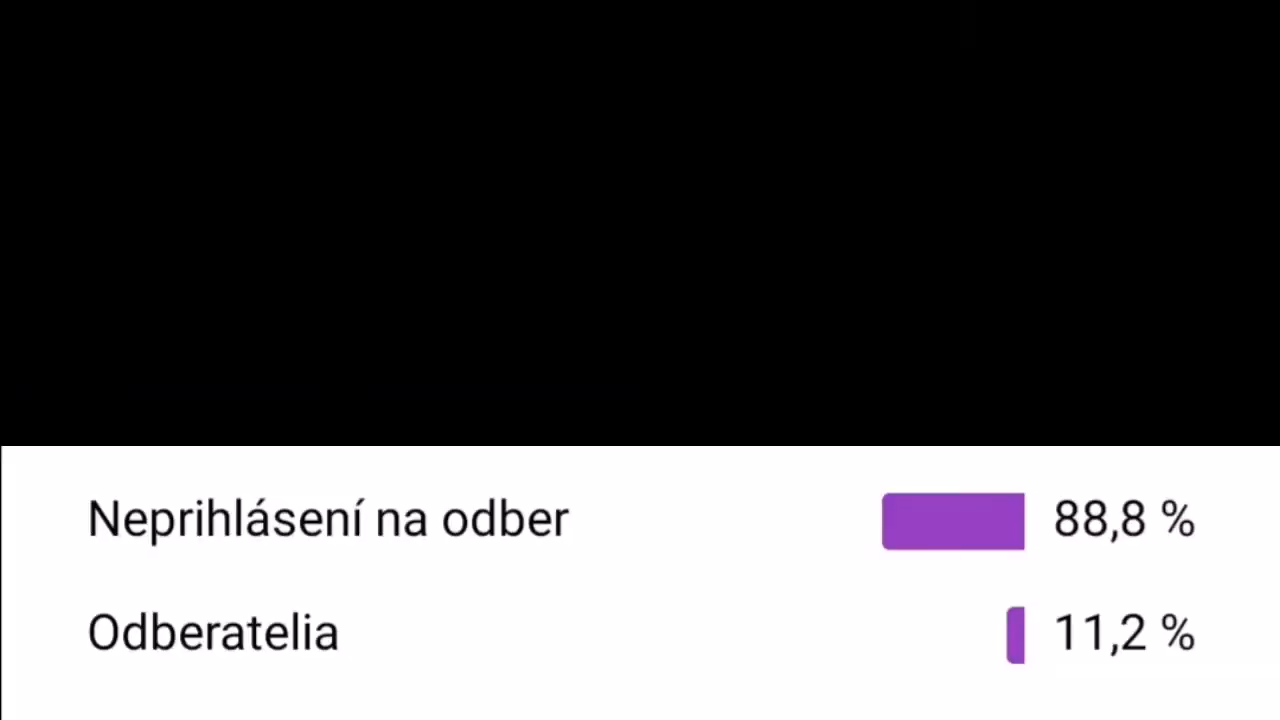 Neprihlásení na odber 88,8 %
Odberatelia 11,2 %